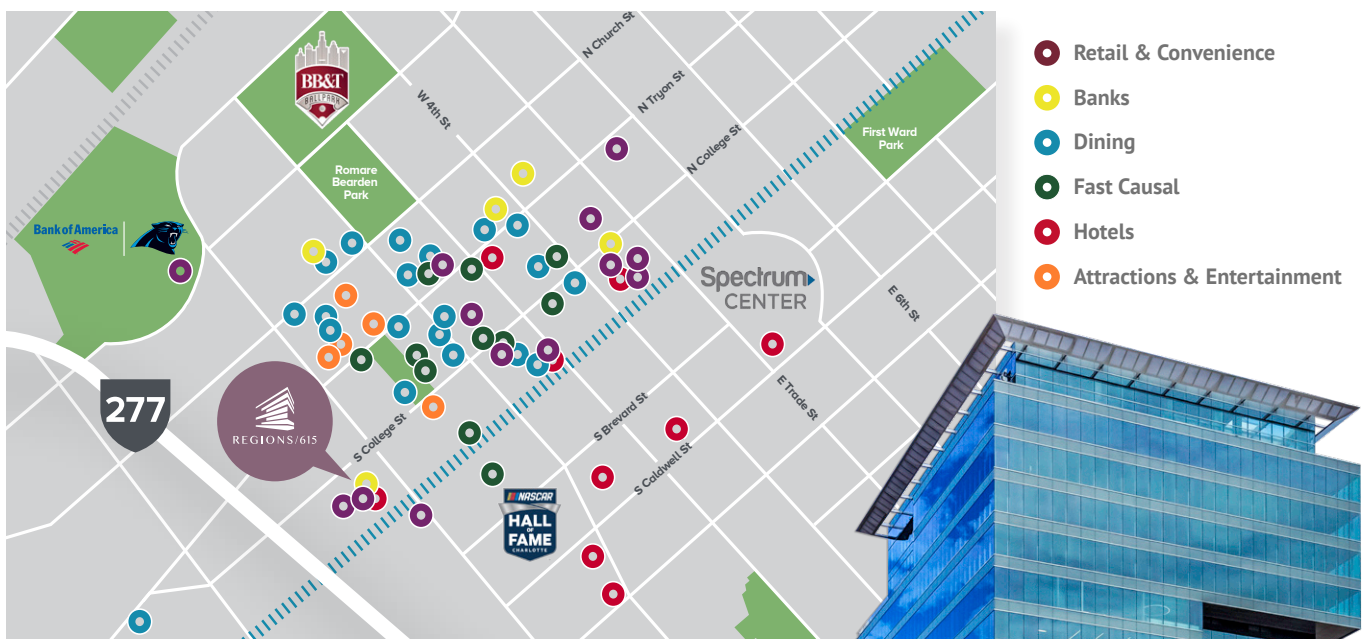 BB&T
BALLPARK
N Church St
W 4th St
N Tryon St
N College St
First Ward
Park
Romare
Bearden
Park
Bank of America
Spectrum
CENTER
E 6th St
E Trade St
277
REGIONS/615
S College St
S Brevard St
S Caldwell St
NASCAR
HALL
OF
FAME
CHARLOTTE
Retail & Convenience
Banks
Dining
Fast Causal
Hotels
Attractions & Entertainment